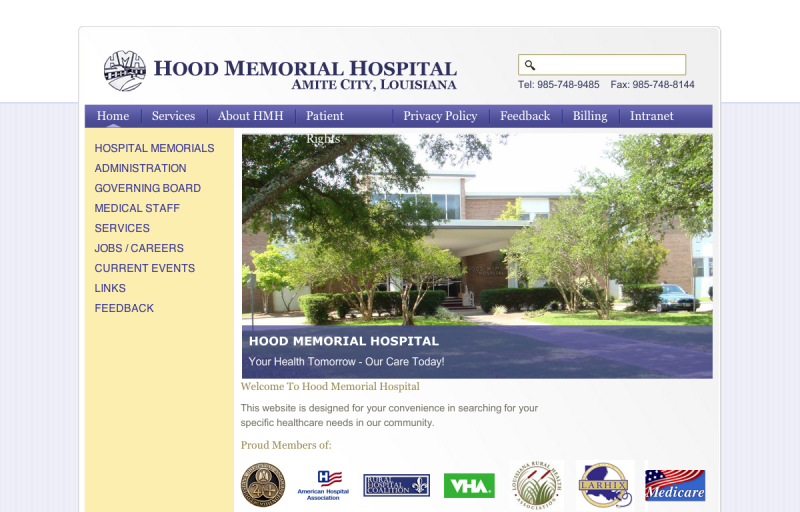 HMH
HOOD MEMORIAL HOSPITAL
AMITE CITY, LOUISIANA
Tel: 985-748-9485 Fax: 985-748-8144
Home Services About HMH Patient Rights Privacy Policy Feedback Billing Intranet
HOSPITAL MEMORIALS
ADMINISTRATION
GOVERNING BOARD
MEDICAL STAFF
SERVICES
JOBS / CAREERS
CURRENT EVENTS
LINKS
FEEDBACK
HOOD MEMORIAL HOSPITAL
Your Health Tomorrow - Our Care Today!
Welcome To Hood Memorial Hospital
This website is designed for your convenience in searching for your
specific healthcare needs in our community.
Proud Members of:
H
American Hospital
Association
RURAL
HOSPITAL
COALITION
VHA
LOUISIANA RURAL HEALTH ASSOCIATION
LARHIX
Medicare